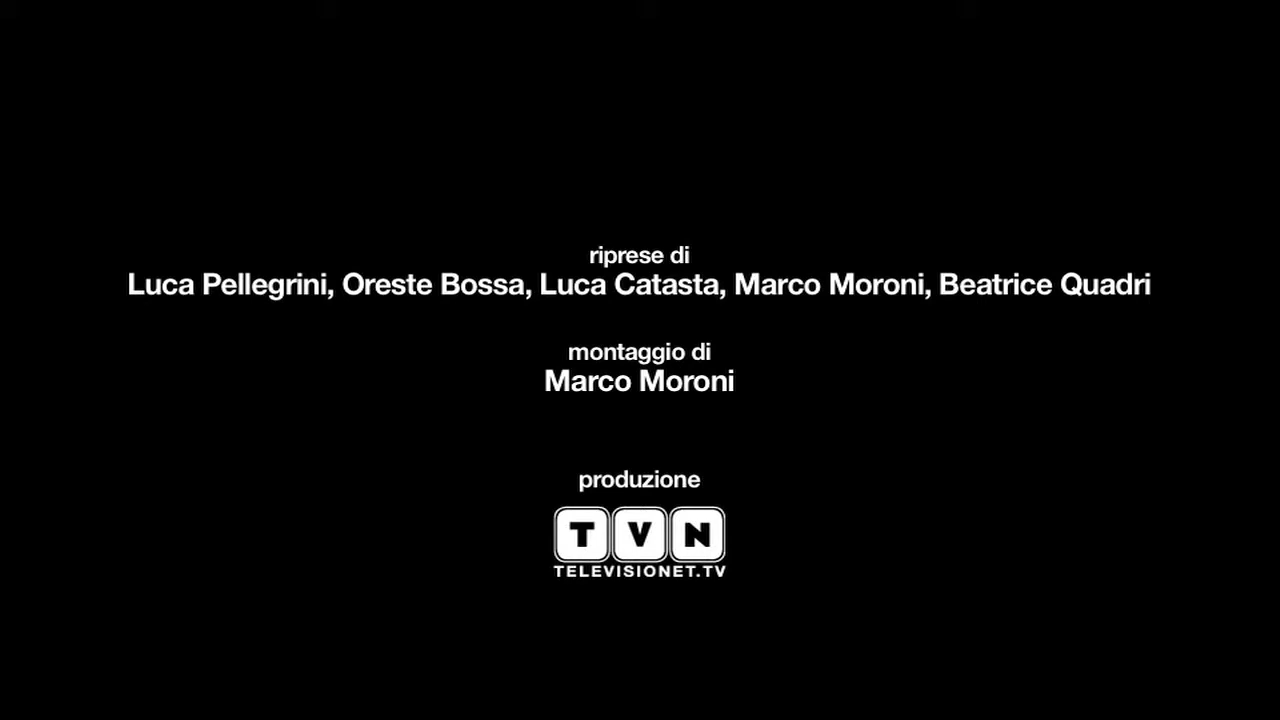 riprese di
Luca Pellegrini, Oreste Bossa, Luca Catasta, Marco Moroni, Beatrice Quadri
montaggio di
Marco Moroni
produzione
TVN
TELEVISIONET.TV